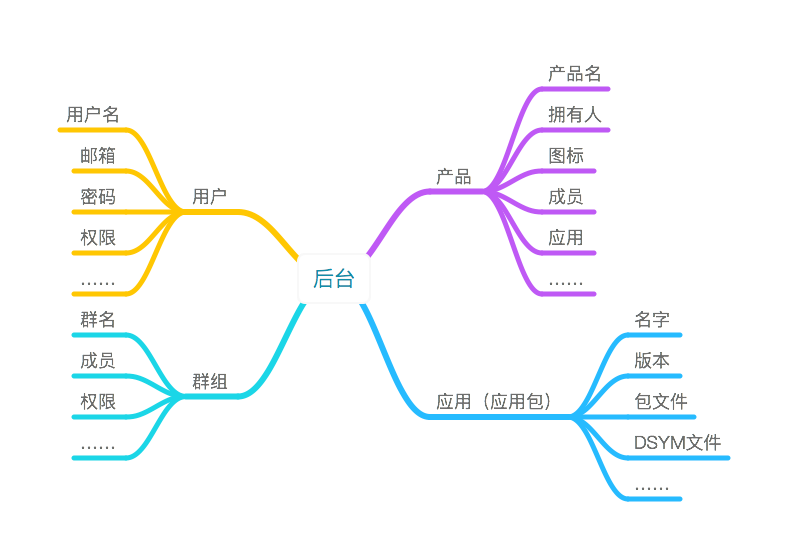 后台
用户
用户名
邮箱
密码
权限
……
群组
群名
成员
权限
……
产品
产品名
拥有人
图标
成员
应用
……
应用（应用包）
名字
版本
包文件
DSYM文件
……